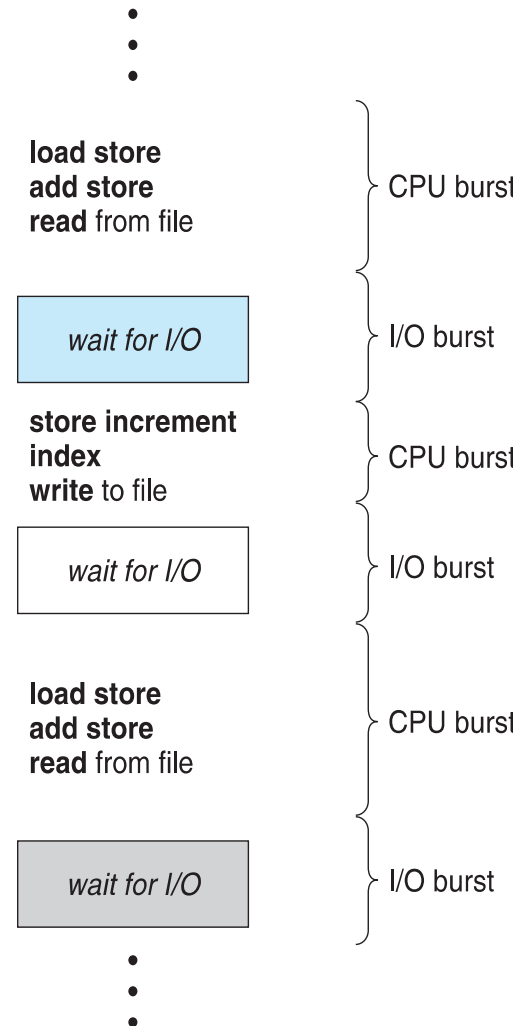 load store
add store
read from file
CPU burst
wait for I/O
I/O burst
store increment
index
write to file
CPU burst
wait for I/O
I/O burst
load store
add store
read from file
CPU burst
wait for I/O
I/O burst